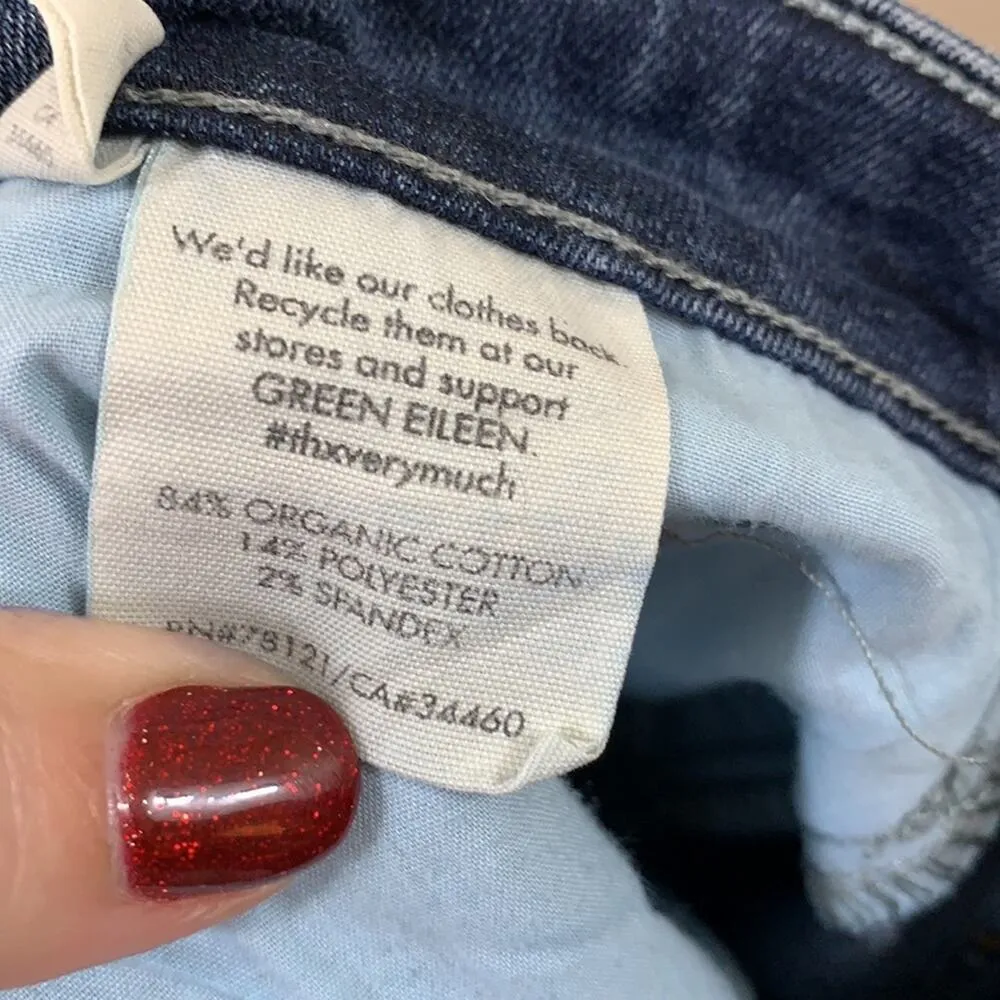 We'd like our clothes back.
Recycle them at our
stores and support
GREEN EILEEN.
#thxverymuch
84% ORGANIC COTTON
14% POLYESTER
2% SPANDEX
RN#78121/CA#34460